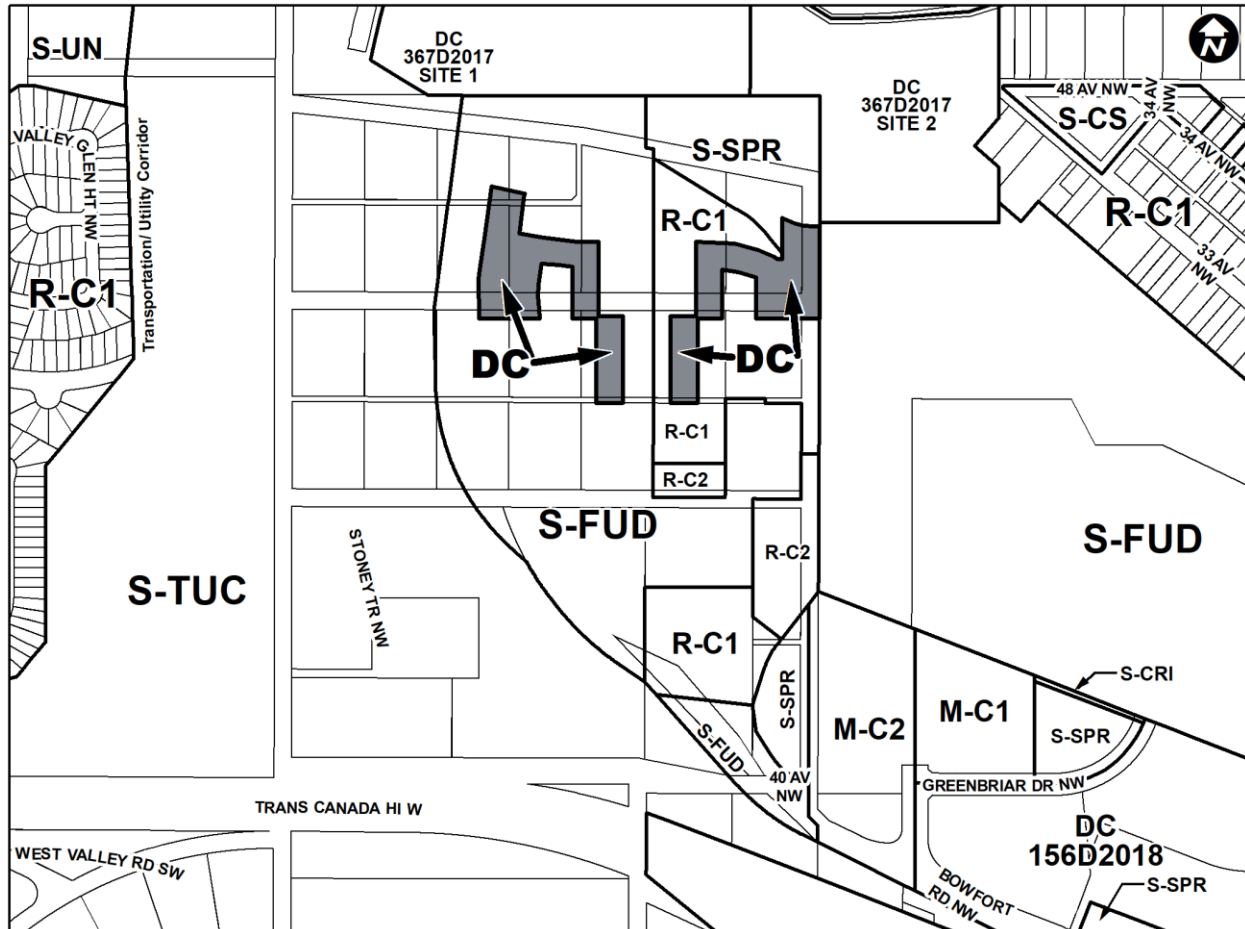 S-UN
DC
367D2017
SITE 1
DC
367D2017
SITE 2
N
48 AV NW
S-CS
34 AV
NW
34 AV NW
VALLEY GLEN HT NW
Transportation/ Utility Corridor
S-SPR
R-C1
R-C1
33 AV
NW
R-C1
DC
DC
R-C1
R-C2
S-FUD
S-FUD
R-C2
STONEY TR NW
S-TUC
R-C1
S-SPR
S-CRI
M-C2
M-C1
S-SPR
S-FUD
40 AV
NW
GREENBRIAR DR NW
TRANS CANADA HI W
DC
156D2018
WEST VALLEY RD SW
BOWFORT
RD NW
S-SPR